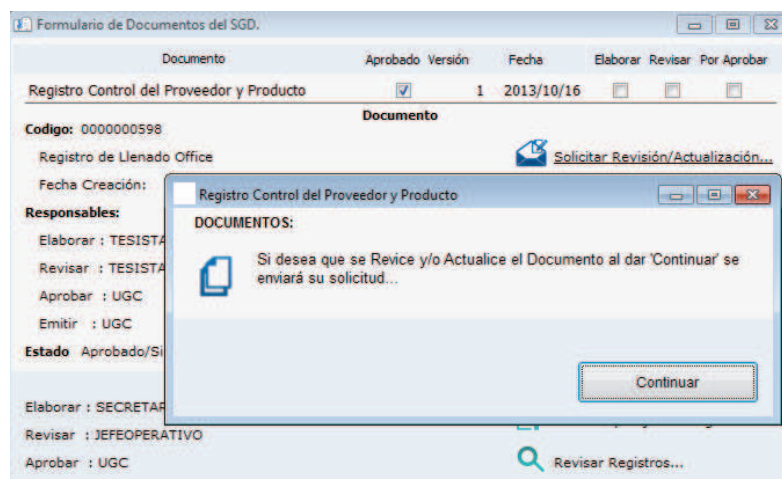 Formulario de Documentos del SGD.
Documento Aprobado Versión Fecha Elaborar Revisar Por Aprobar
Registro Control del Proveedor y Producto 1 2013/10/16
Documento
Codigo: 0000000598
Registro de Llenado Office
Solicitar Revisión/Actualización...
Fecha Creación:
Responsables:
Elaborar : TESISTA
Revisar : TESISTA
Aprobar : UGC
Emitir : UGC
Estado Aprobado/Si
Registro Control del Proveedor y Producto
DOCUMENTOS:
Si desea que se Revice y/o Actualice el Documento al dar 'Continuar' se
enviará su solicitud...
Continuar
Elaborar : SECRETAR
Revisar : JEFEOPERATIVO
Aprobar : UGC
Revisar Registros...